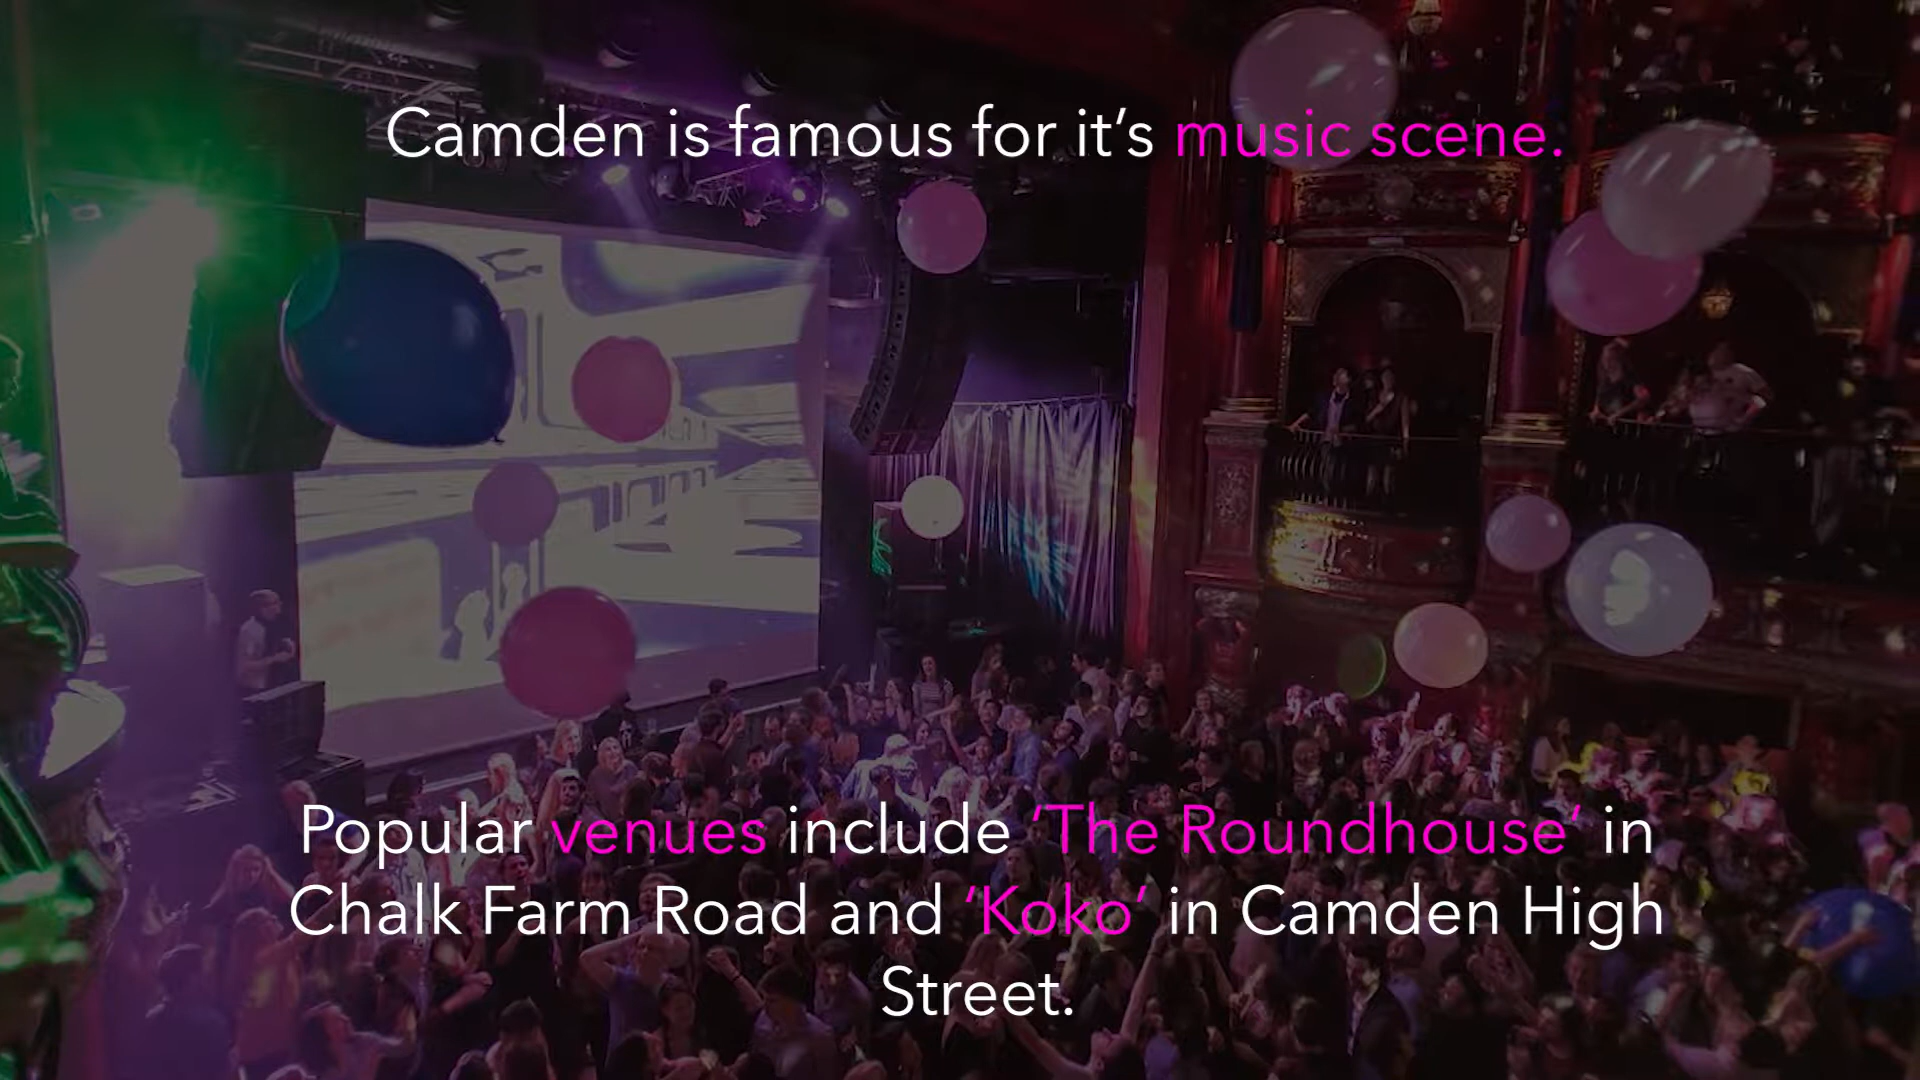 Camden is famous for it’s music scene.
Popular venues include ‘The Roundhouse’ in
Chalk Farm Road and ‘Koko’ in Camden High
Street.